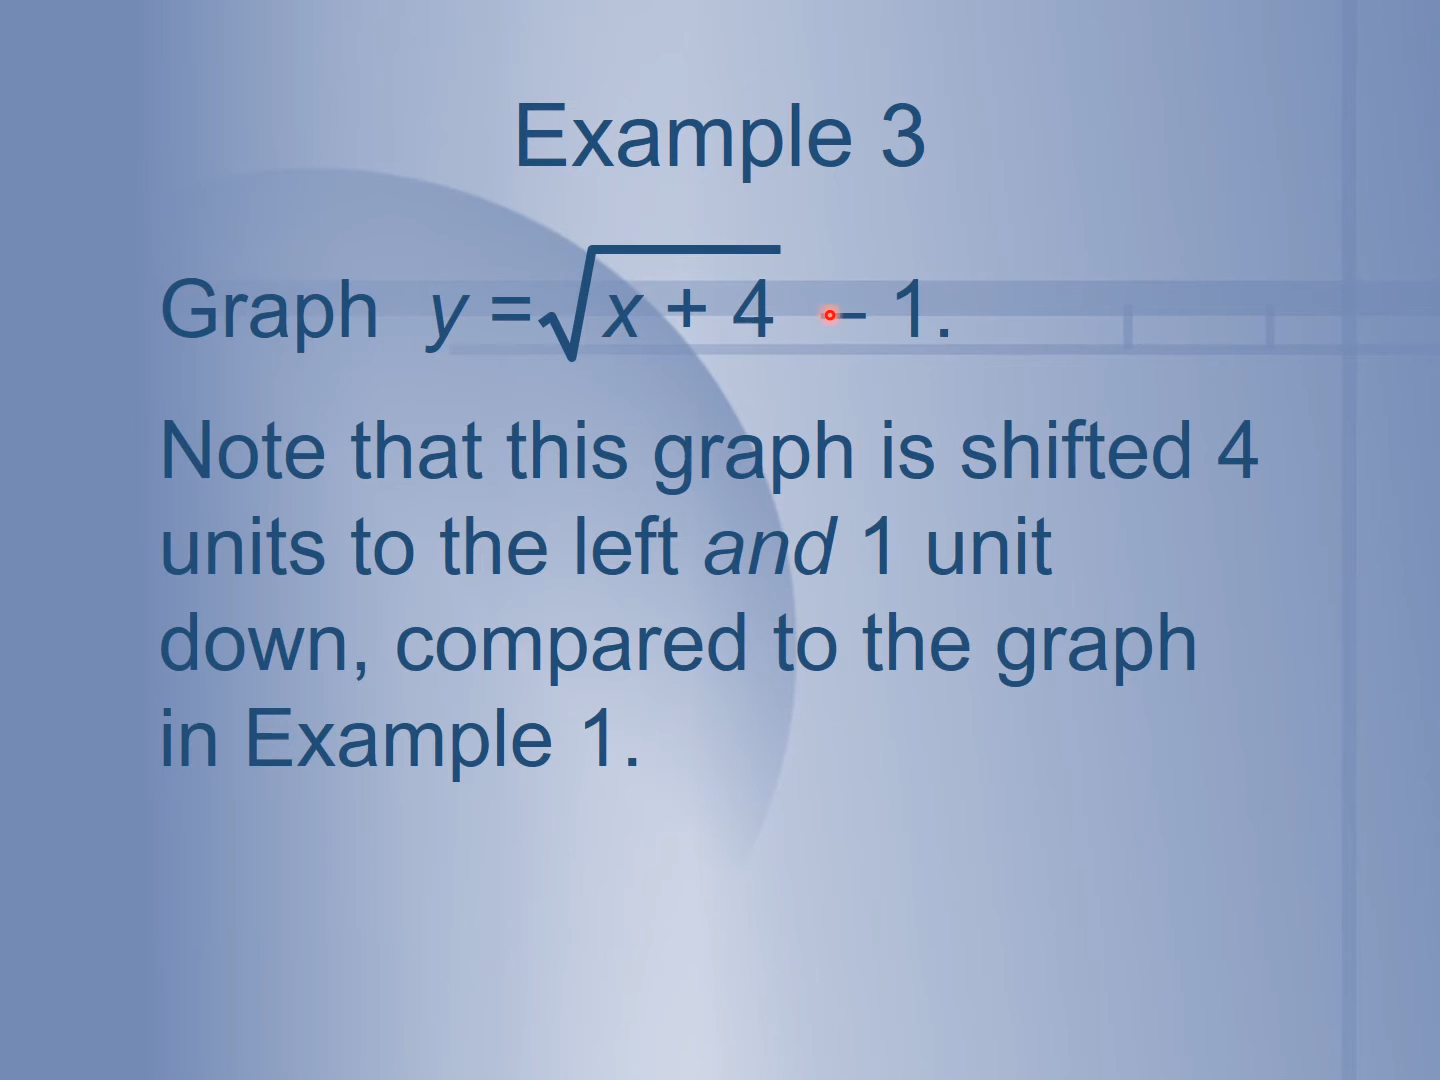 Example 3
Graph y = √x + 4 – 1.
Note that this graph is shifted 4
units to the left and 1 unit
down, compared to the graph
in Example 1.